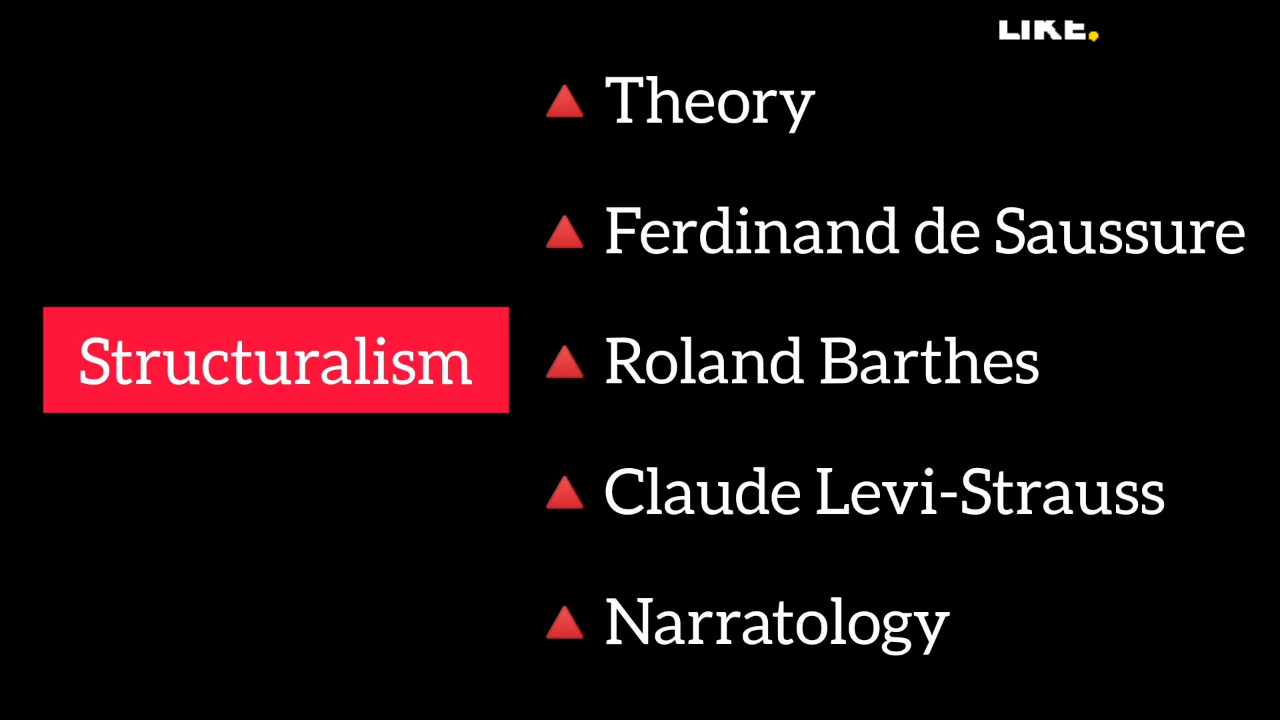 LIKE.
Theory
Ferdinand de Saussure
Structuralism
Roland Barthes
Claude Levi-Strauss
Narratology